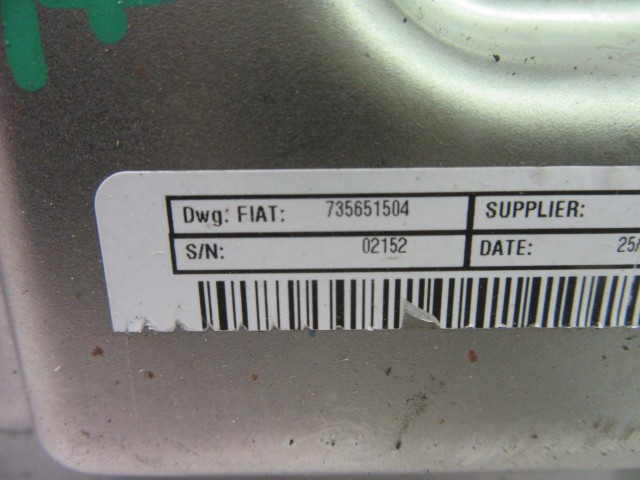 Dwg: FIAT: 735651504 SUPPLIER:
S/N: 02152 DATE: 25/